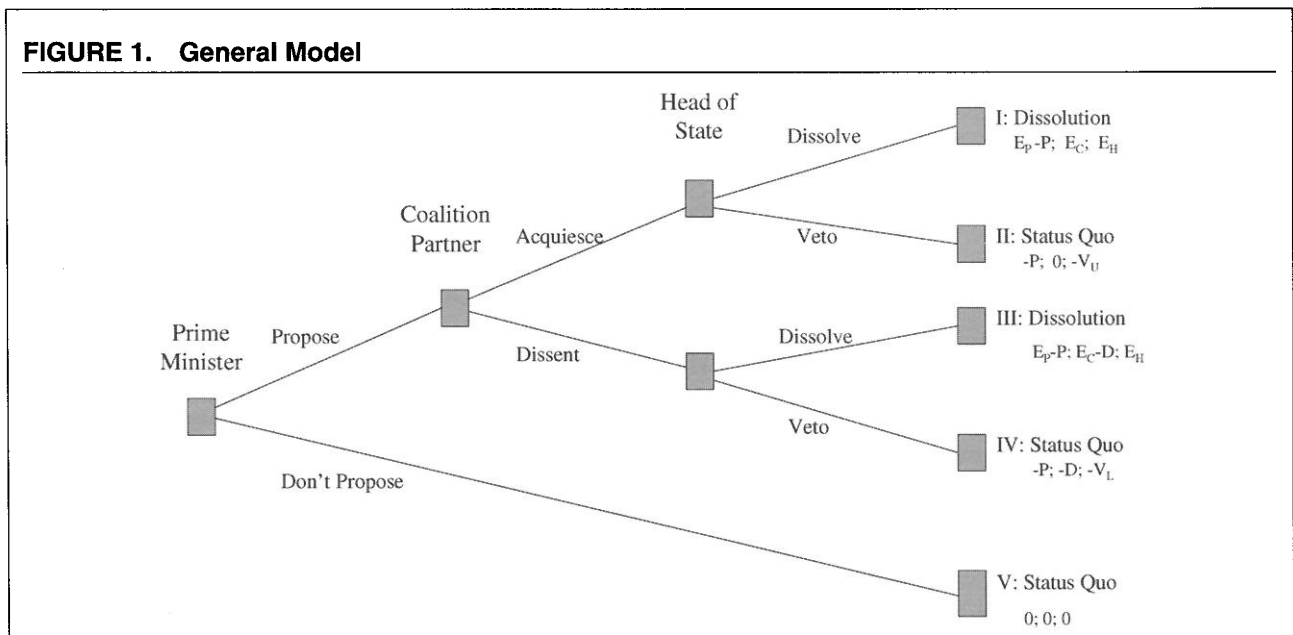 FIGURE 1. General Model
Head of
State
Dissolve
I: Dissolution
E_P-P; E_C; E_H
Coalition
Partner
Acquiesce
Veto
II: Status Quo
-P; 0; -V_U
Prime
Minister
Propose
Dissent
Dissolve
III: Dissolution
E_P-P; E_C-D; E_H
Veto
IV: Status Quo
-P; -D; -V_L
Don't Propose
V: Status Quo
0; 0; 0